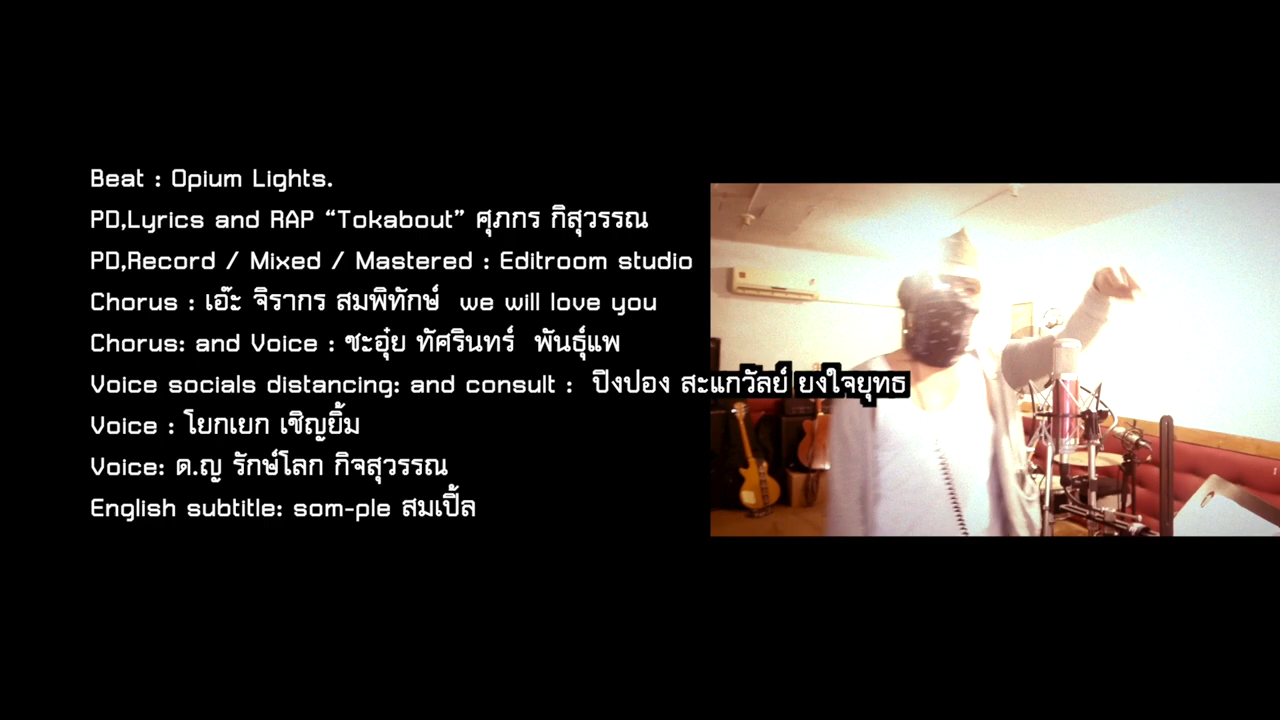 Beat : Opium Lights.
PD,Lyrics and RAP “Tokabout” ศุภกร กิสุวรรณ
PD,Record / Mixed / Mastered : Editroom studio
Chorus : เอ๊ะ จิรากร สมพิทักษ์ we will love you
Chorus: and Voice : ชะอุ๋ย ทัศรินทร์ พันธุ์แพ
Voice socials distancing: and consult : ปิงปอง สะแกวัลย์ ยงใจยุทธ
Voice : โยกเยก เชิญยิ้ม
Voice: ด.ญ รักษ์โลก กิจสุวรรณ
English subtitle: som-ple สมเปิ้ล